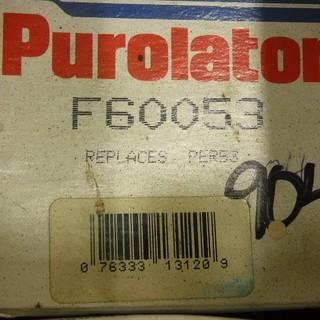 Purolator
F60053
REPLACES PER53
0 76333 13120 9